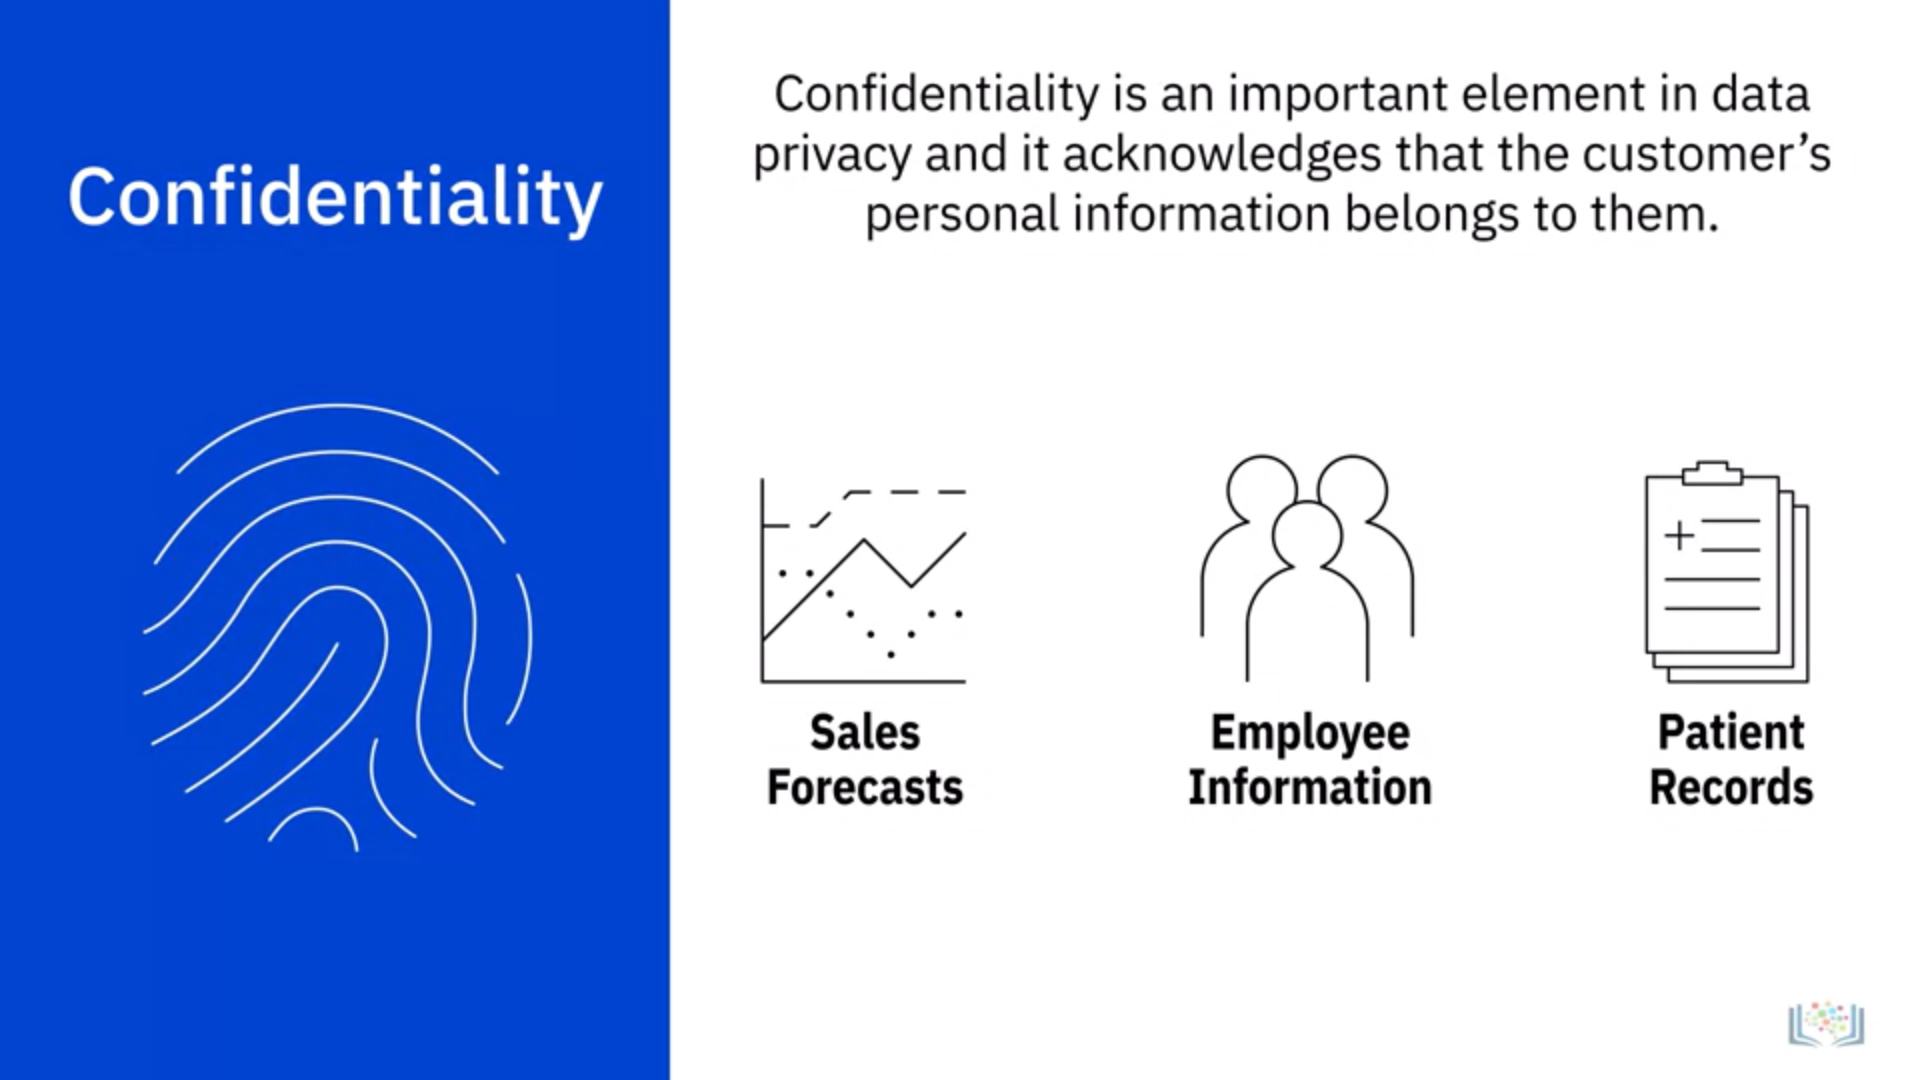 Confidentiality
Confidentiality is an important element in data
privacy and it acknowledges that the customer’s
personal information belongs to them.
Sales
Forecasts
Employee
Information
Patient
Records